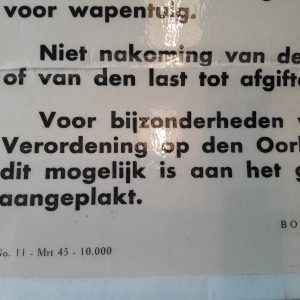 voor wapentuig.
Niet nakoming van de
of van den last tot afgifte
Voor bijzonderheden v
Verordening op den Oorl
dit mogelijk is aan het g
aangeplakt.
BO
No. 11 - Mrt 45 - 10.000